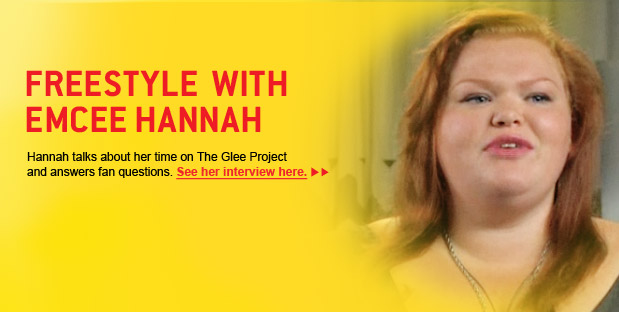 FREESTYLE WITH
EMCEE HANNAH
Hannah talks about her time on The Glee Project
and answers fan questions. See her interview here. ▶▶